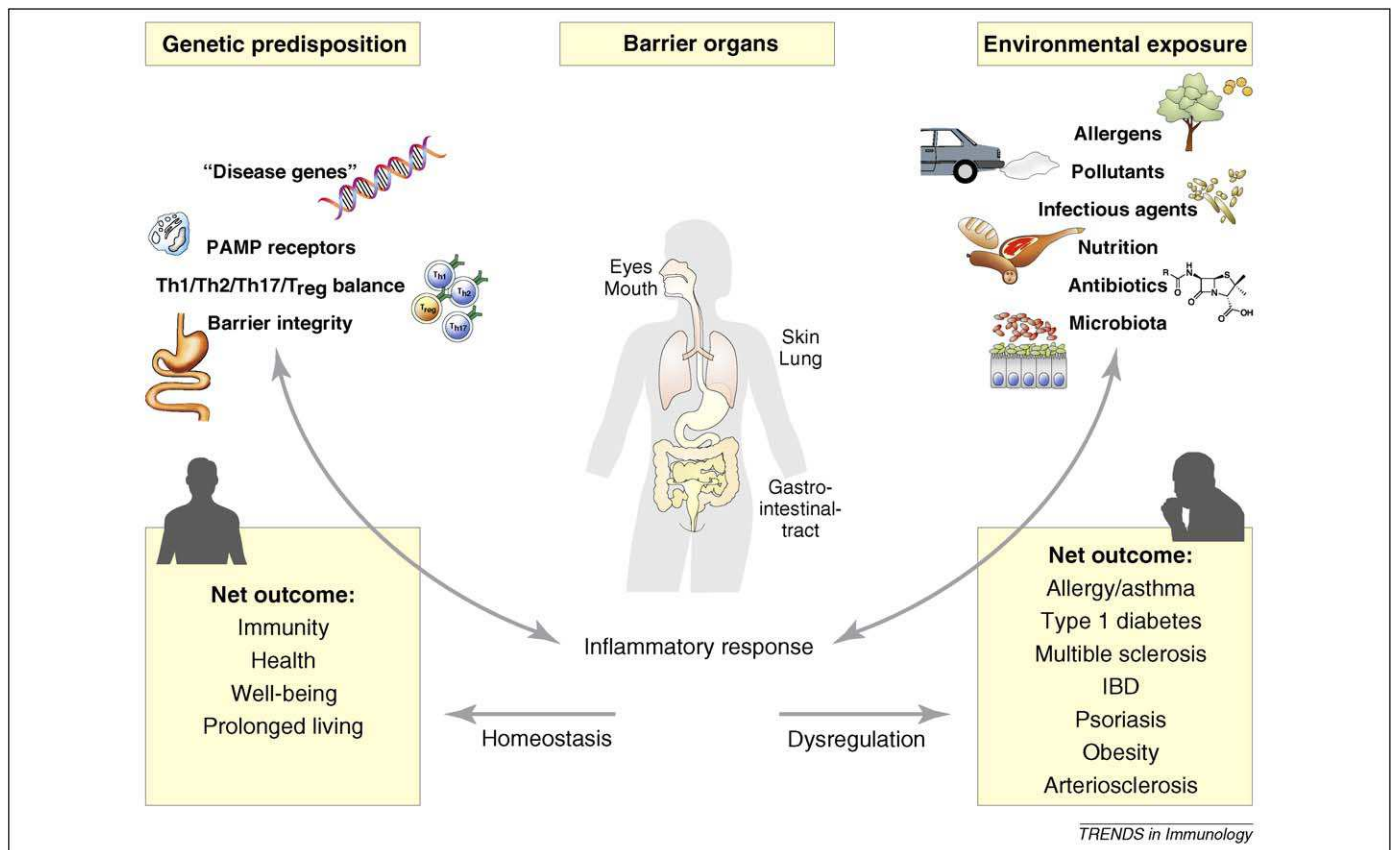 Genetic predisposition
Barrier organs
Environmental exposure
“Disease genes”
PAMP receptors
Th1/Th2/Th17/Treg balance
Barrier integrity
Th1
Th2
Treg
Th17
Eyes
Mouth
Skin
Lung
Gastro-
intestinal-
tract
Allergens
Pollutants
Infectious agents
Nutrition
Antibiotics
Microbiota
R
H
N
S
O
O
N
O
OH
Net outcome:
Immunity
Health
Well-being
Prolonged living
Inflammatory response
Homeostasis
Dysregulation
Net outcome:
Allergy/asthma
Type 1 diabetes
Multiple sclerosis
IBD
Psoriasis
Obesity
Arteriosclerosis
TRENDS in Immunology